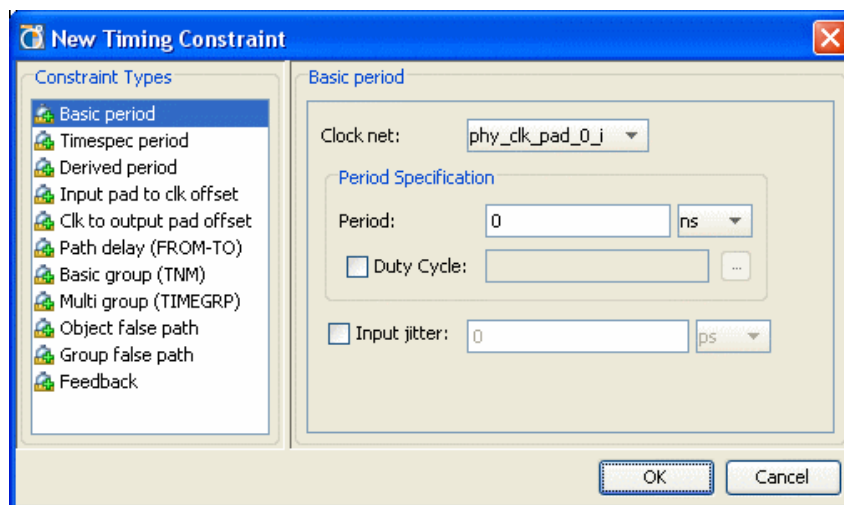 New Timing Constraint
Constraint Types
Basic period
Timespec period
Derived period
Input pad to clk offset
Clk to output pad offset
Path delay (FROM-TO)
Basic group (TNM)
Multi group (TIMEGRP)
Object false path
Group false path
Feedback
Basic period
Clock net: phy_clk_pad_0_i
Period Specification
Period: 0 ns
Duty Cycle: ...
Input jitter: 0 ps
OK Cancel